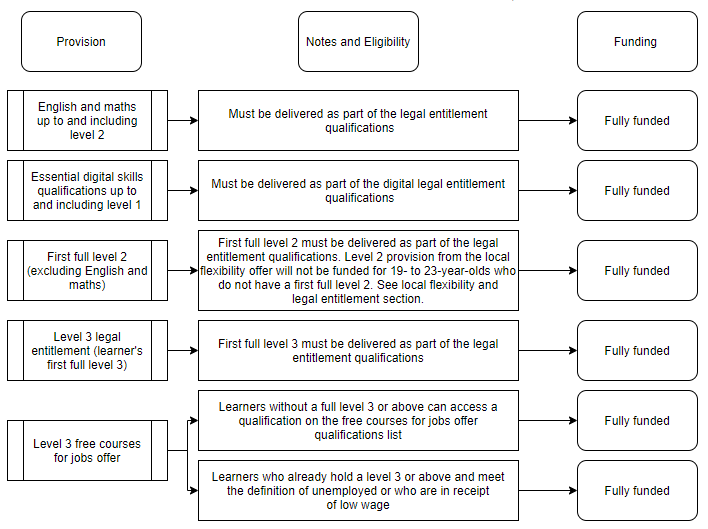 Provision
Notes and Eligibility
Funding
English and maths
up to and including
level 2
Must be delivered as part of the legal entitlement
qualifications
Fully funded
Essential digital skills
qualifications up to
and including level 1
Must be delivered as part of the digital legal entitlement
qualifications
Fully funded
First full level 2
(excluding English and
maths)
First full level 2 must be delivered as part of the legal
entitlement qualifications. Level 2 provision from the local
flexibility offer will not be funded for 19- to 23-year-olds who
do not have a first full level 2. See local flexibility and
legal entitlement section.
Fully funded
Level 3 legal
entitlement (learner's
first full level 3)
First full level 3 must be delivered as part of the legal
entitlement qualifications
Fully funded
Level 3 free courses
for jobs offer
Learners without a full level 3 or above can access a
qualification on the free courses for jobs offer
qualifications list
Fully funded
Learners who already hold a level 3 or above and meet
the definition of unemployed or who are in receipt
of low wage
Fully funded